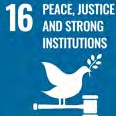 16 PEACE, JUSTICE
AND STRONG
INSTITUTIONS